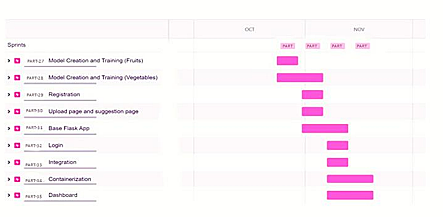 OCT NOV
Sprints PART PART PART PART
PART-27 Model Creation and Training (Fruits)
PART-28 Model Creation and Training (Vegetables)
PART-29 Registration
PART-30 Upload page and suggestion page
PART-31 Base Flask App
PART-32 Login
PART-33 Integration
PART-34 Containerization
PART-35 Dashboard